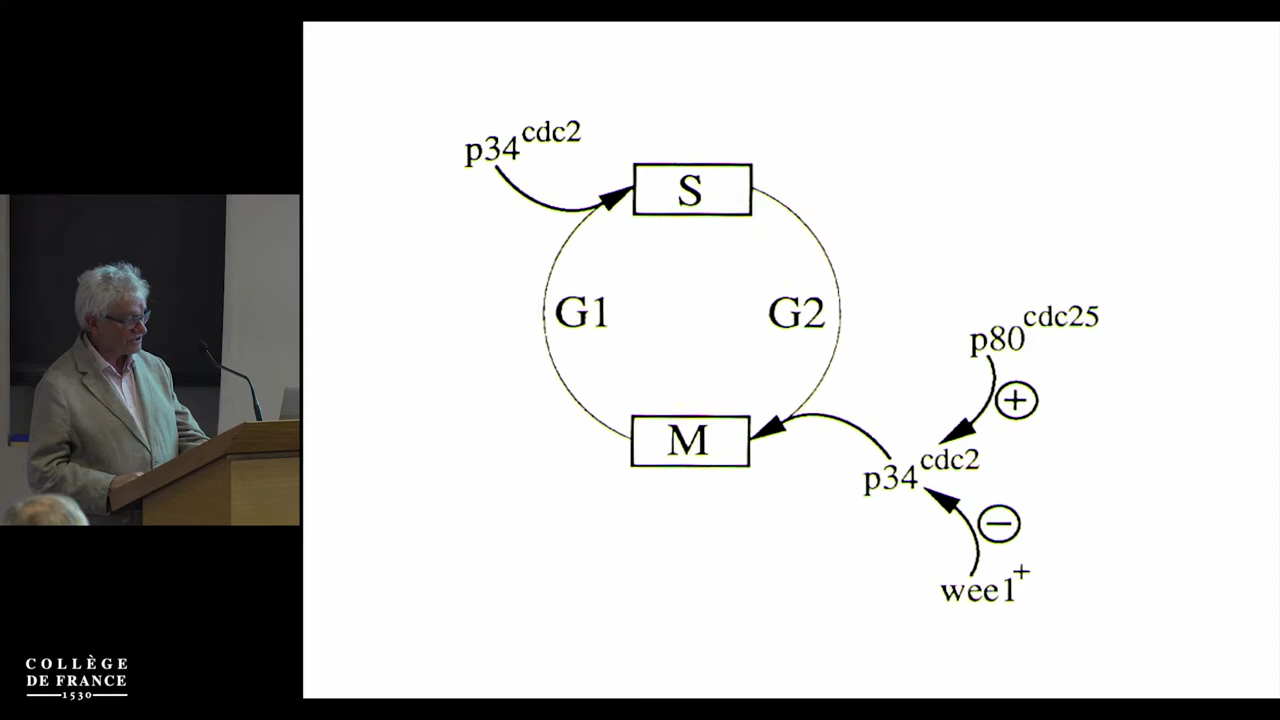 p34cdc2
S
G1
G2
p80cdc25
+
M
p34cdc2
−
wee1+
COLLÈGE
DE FRANCE
1530